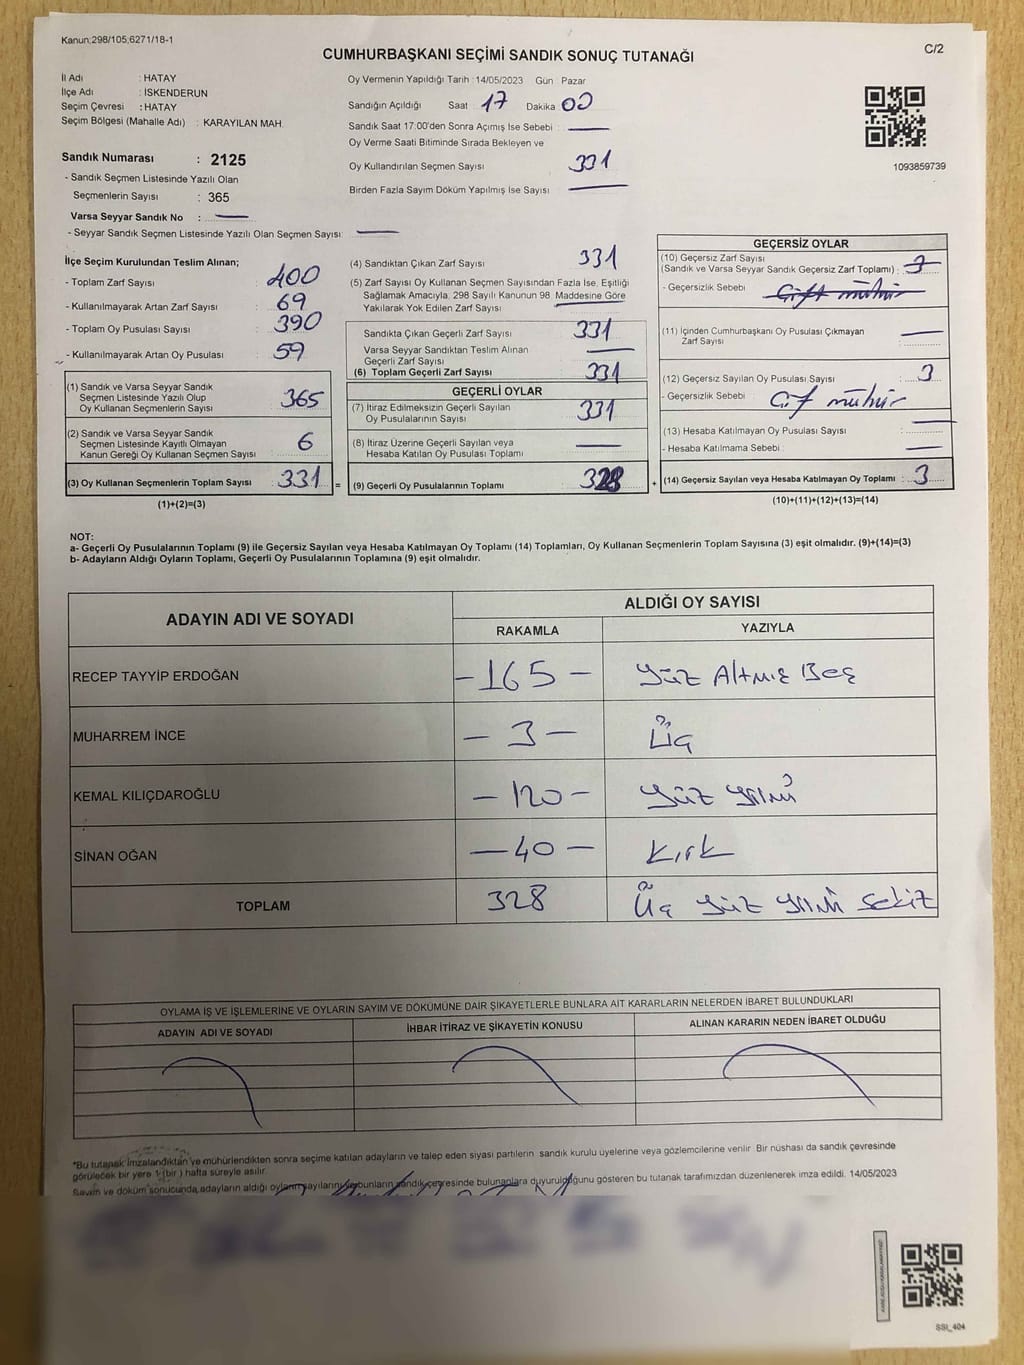 Kanun;298/105;6271/18-1
C/2
CUMHURBAŞKANI SEÇİMİ SANDIK SONUÇ TUTANAĞI
İl Adı : HATAY
İlçe Adı : İSKENDERUN
Seçim Çevresi : HATAY
Seçim Bölgesi (Mahalle Adı) : KARAYILAN MAH.
Sandık Numarası : 2125
- Sandık Seçmen Listesinde Yazılı Olan
Seçmenlerin Sayısı : 365
Varsa Seyyar Sandık No :
- Seyyar Sandık Seçmen Listesinde Yazılı Olan Seçmen Sayısı:
Oy Vermenin Yapıldığı Tarih : 14/05/2023 Gün Pazar
Sandığın Açıldığı Saat : 17 Dakika : 00
Sandık Saat 17:00'den Sonra Açımış İse Sebebi :
Oy Verme Saati Bitiminde Sırada Bekleyen ve
Oy Kullandırılan Seçmen Sayısı : 331
Birden Fazla Sayım Döküm Yapılmış İse Sayısı :
1093859739
İlçe Seçim Kurulundan Teslim Alınan;
- Toplam Zarf Sayısı : 400
- Kullanılmayarak Artan Zarf Sayısı : 69
- Toplam Oy Pusulası Sayısı : 390
- Kullanılmayarak Artan Oy Pusulası : 59
(1) Sandık ve Varsa Seyyar Sandık
Seçmen Listesinde Yazılı Olup
Oy Kullanan Seçmenlerin Sayısı : 365
(2) Sandık ve Varsa Seyyar Sandık
Seçmen Listesinde Kayıtlı Olmayan
Kanun Gereği Oy Kullanan Seçmen Sayısı : 6
(3) Oy Kullanan Seçmenlerin Toplam Sayısı : 331 =
(1)+(2)=(3)
(4) Sandıktan Çıkan Zarf Sayısı : 331
(5) Zarf Sayısı Oy Kullanan Seçmen Sayısından Fazla İse, Eşitliği
Sağlamak Amacıyla, 298 Sayılı Kanunun 98. Maddesine Göre
Yakılarak Yok Edilen Zarf Sayısı :
Sandıkta Çıkan Geçerli Zarf Sayısı : 331
Varsa Seyyar Sandıktan Teslim Alınan
Geçerli Zarf Sayısı :
(6) Toplam Geçerli Zarf Sayısı : 331
GEÇERLİ OYLAR
(7) İtiraz Edilmeksizin Geçerli Sayılan
Oy Pusulalarının Sayısı : 331
(8) İtiraz Üzerine Geçerli Sayılan veya
Hesaba Katılan Oy Pusulası Toplamı :
(9) Geçerli Oy Pusulalarının Toplamı : 328 +
GEÇERSİZ OYLAR
(10) Geçersiz Zarf Sayısı
(Sandık ve Varsa Seyyar Sandık Geçersiz Zarf Toplamı) : 3
- Geçersizlik Sebebi : Çift mühür
(11) İçinden Cumhurbaşkanı Oy Pusulası Çıkmayan
Zarf Sayısı :
(12) Geçersiz Sayılan Oy Pusulası Sayısı : 3
- Geçersizlik Sebebi : Çift mühür
(13) Hesaba Katılmayan Oy Pusulası Sayısı :
- Hesaba Katılmama Sebebi :
(14) Geçersiz Sayılan veya Hesaba Katılmayan Oy Toplamı : 3
(10)+(11)+(12)+(13)=(14)
NOT:
a- Geçerli Oy Pusulalarının Toplamı (9) ile Geçersiz Sayılan veya Hesaba Katılmayan Oy Toplamı (14) Toplamları, Oy Kullanan Seçmenlerin Toplam Sayısına (3) eşit olmalıdır. (9)+(14)=(3)
b- Adayların Aldığı Oyların Toplamı, Geçerli Oy Pusulalarının Toplamına (9) eşit olmalıdır.
ADAYIN ADI VE SOYADI
ALDIĞI OY SAYISI
RAKAMLA YAZIYLA
RECEP TAYYİP ERDOĞAN - 165 - Yüz Altmış Beş
MUHARREM İNCE - 3 - Üç
KEMAL KILIÇDAROĞLU - 120 - Yüz yirmi
SİNAN OĞAN - 40 - Kırk
TOPLAM 328 Üç yüz yirmi sekiz
OYLAMA İŞ VE İŞLEMLERİNE VE OYLARIN SAYIM VE DÖKÜMÜNE DAİR ŞİKAYETLERLE BUNLARA AİT KARARLARIN NELERDEN İBARET BULUNDUKLARI
ADAYIN ADI VE SOYADI İHBAR İTİRAZ VE ŞİKAYETİN KONUSU ALINAN KARARIN NEDEN İBARET OLDUĞU
*Bu tutanak imzalandıktan ve mühürlendikten sonra seçime katılan adayların ve talep eden siyasi partilerin sandık kurulu üyelerine veya gözlemcilerine verilir. Bir nüshası da sandık çevresinde
görülecek bir yere 1 (bir) hafta süreyle asılır.
Sayım ve döküm sonucunda adayların aldığı oyların sayılarını ve bunların sandık çevresinde bulunanlara duyurulduğunu gösteren bu tutanak tarafımızdan düzenlenerek imza edildi. 14/05/2023
SSI_404